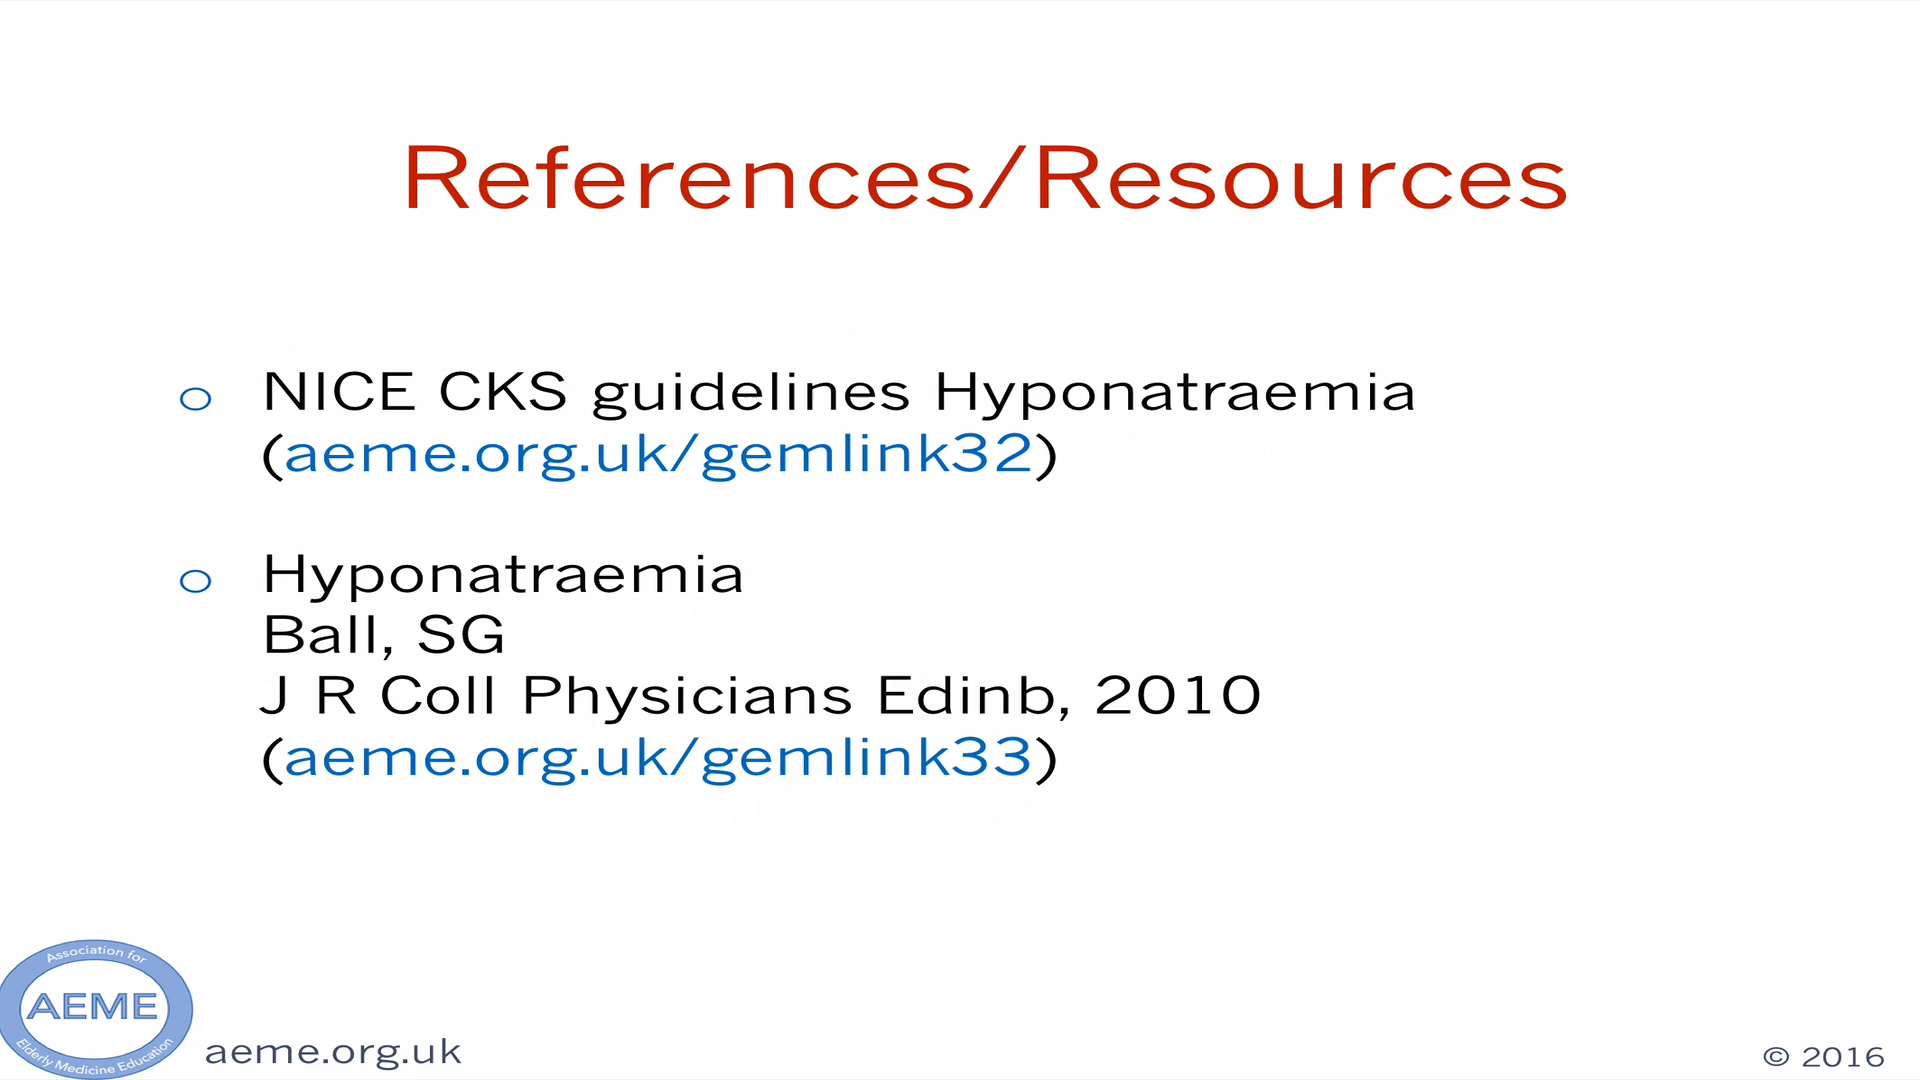 References/Resources
o NICE CKS guidelines Hyponatraemia
(aeme.org.uk/gemlink32)
o Hyponatraemia
Ball, SG
J R Coll Physicians Edinb, 2010
(aeme.org.uk/gemlink33)
Association for
AEME
Elderly Medicine Education
aeme.org.uk
© 2016